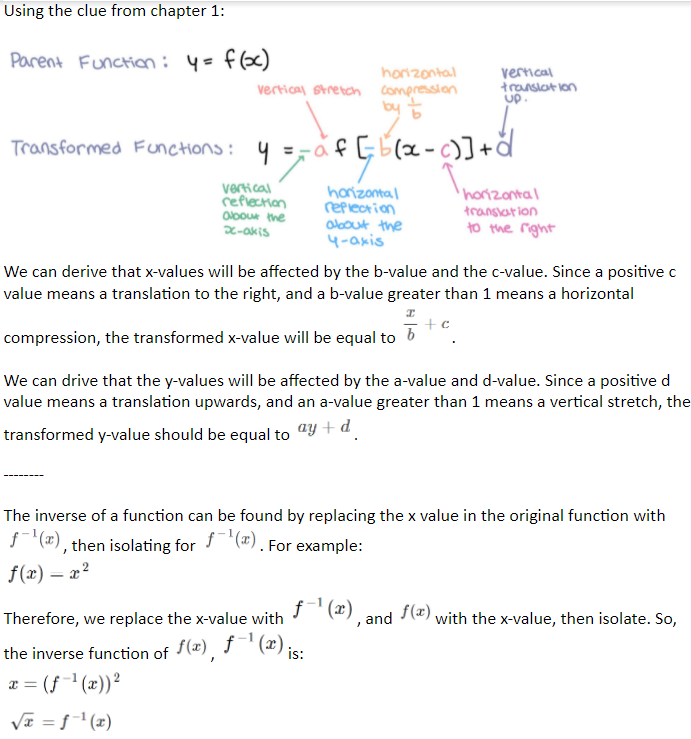 Using the clue from chapter 1:
Parent Function: y = f(x)
vertical stretch
horizontal
compression
by 1/b
vertical
translation
up.
Transformed Functions: y = -a f [-b(x - c)] + d
vertical
reflection
about the
x-axis
horizontal
reflection
about the
y-axis
horizontal
translation
to the right
We can derive that x-values will be affected by the b-value and the c-value. Since a positive c
value means a translation to the right, and a b-value greater than 1 means a horizontal
compression, the transformed x-value will be equal to x/b + c.
We can drive that the y-values will be affected by the a-value and d-value. Since a positive d
value means a translation upwards, and an a-value greater than 1 means a vertical stretch, the
transformed y-value should be equal to ay + d.
--------
The inverse of a function can be found by replacing the x value in the original function with
f⁻¹(x), then isolating for f⁻¹(x). For example:
f(x) = x²
Therefore, we replace the x-value with f⁻¹(x), and f(x) with the x-value, then isolate. So,
the inverse function of f(x), f⁻¹(x) is:
x = (f⁻¹(x))²
√x = f⁻¹(x)